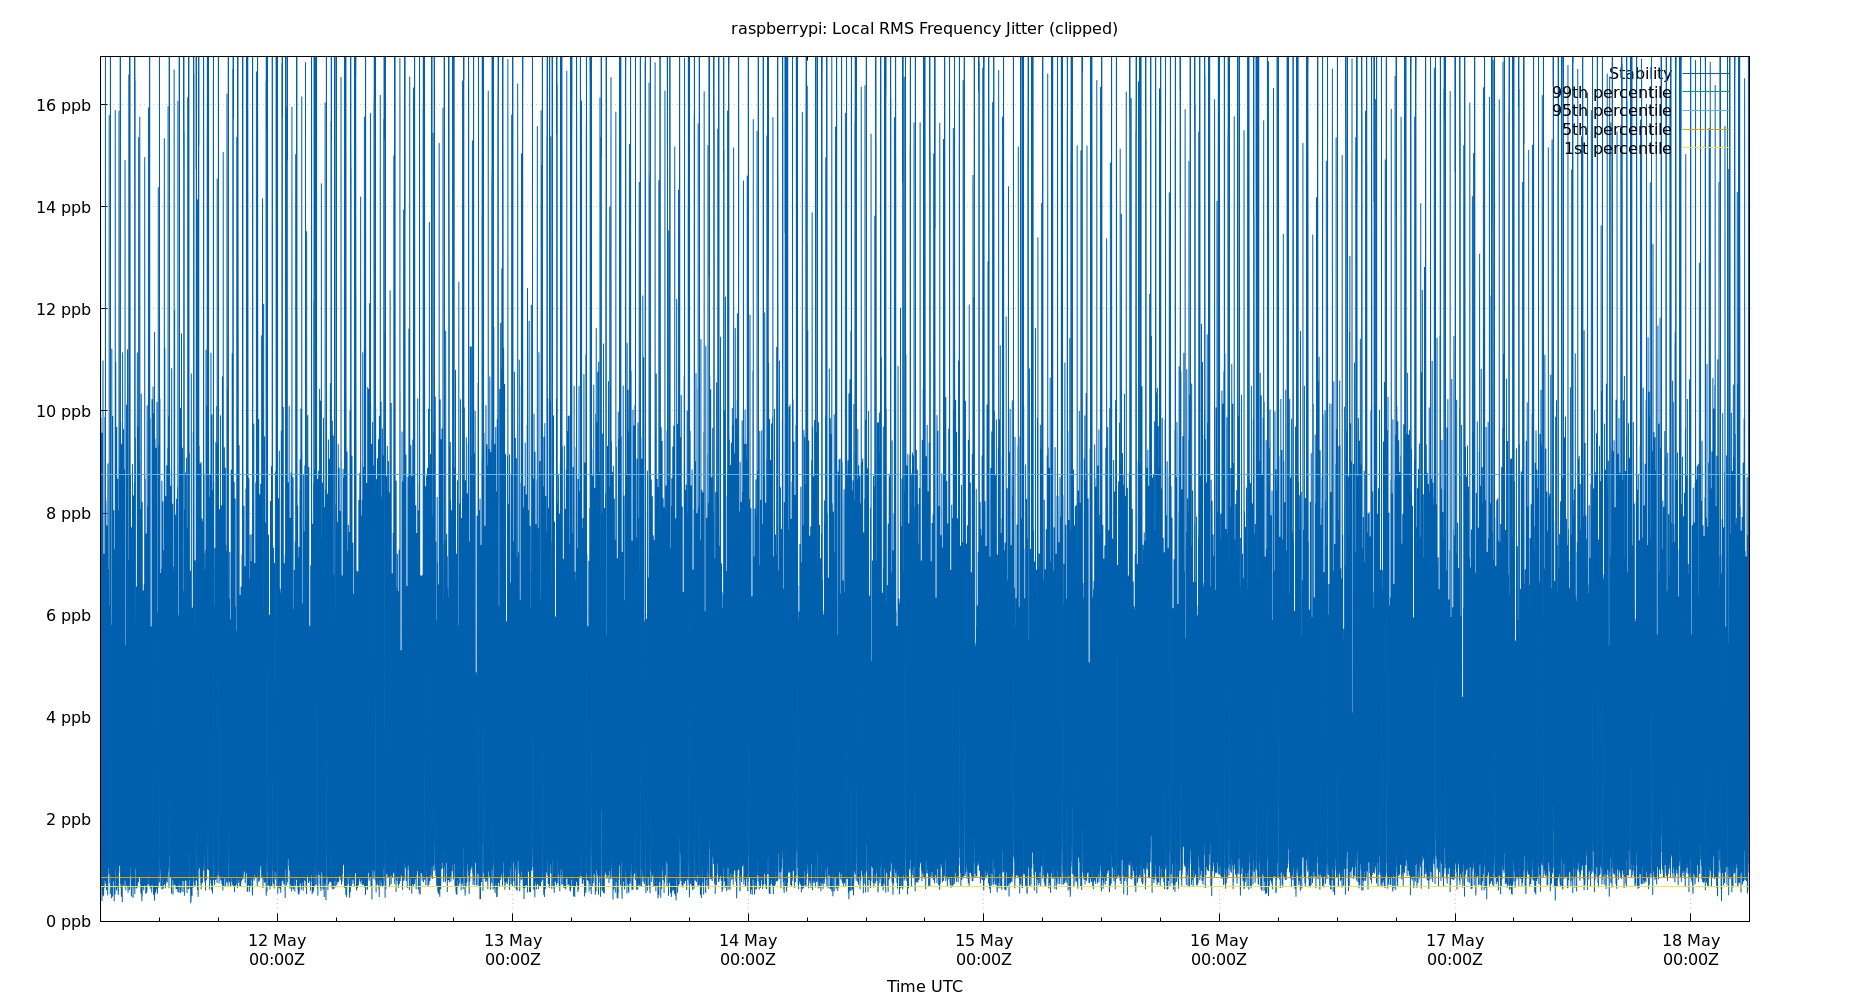 raspberrypi: Local RMS Frequency Jitter (clipped)
Stability
99th percentile
95th percentile
5th percentile
1st percentile
16 ppb
14 ppb
12 ppb
10 ppb
8 ppb
6 ppb
4 ppb
2 ppb
0 ppb
12 May 13 May 14 May 15 May 16 May 17 May 18 May
00:00Z 00:00Z 00:00Z 00:00Z 00:00Z 00:00Z 00:00Z
Time UTC